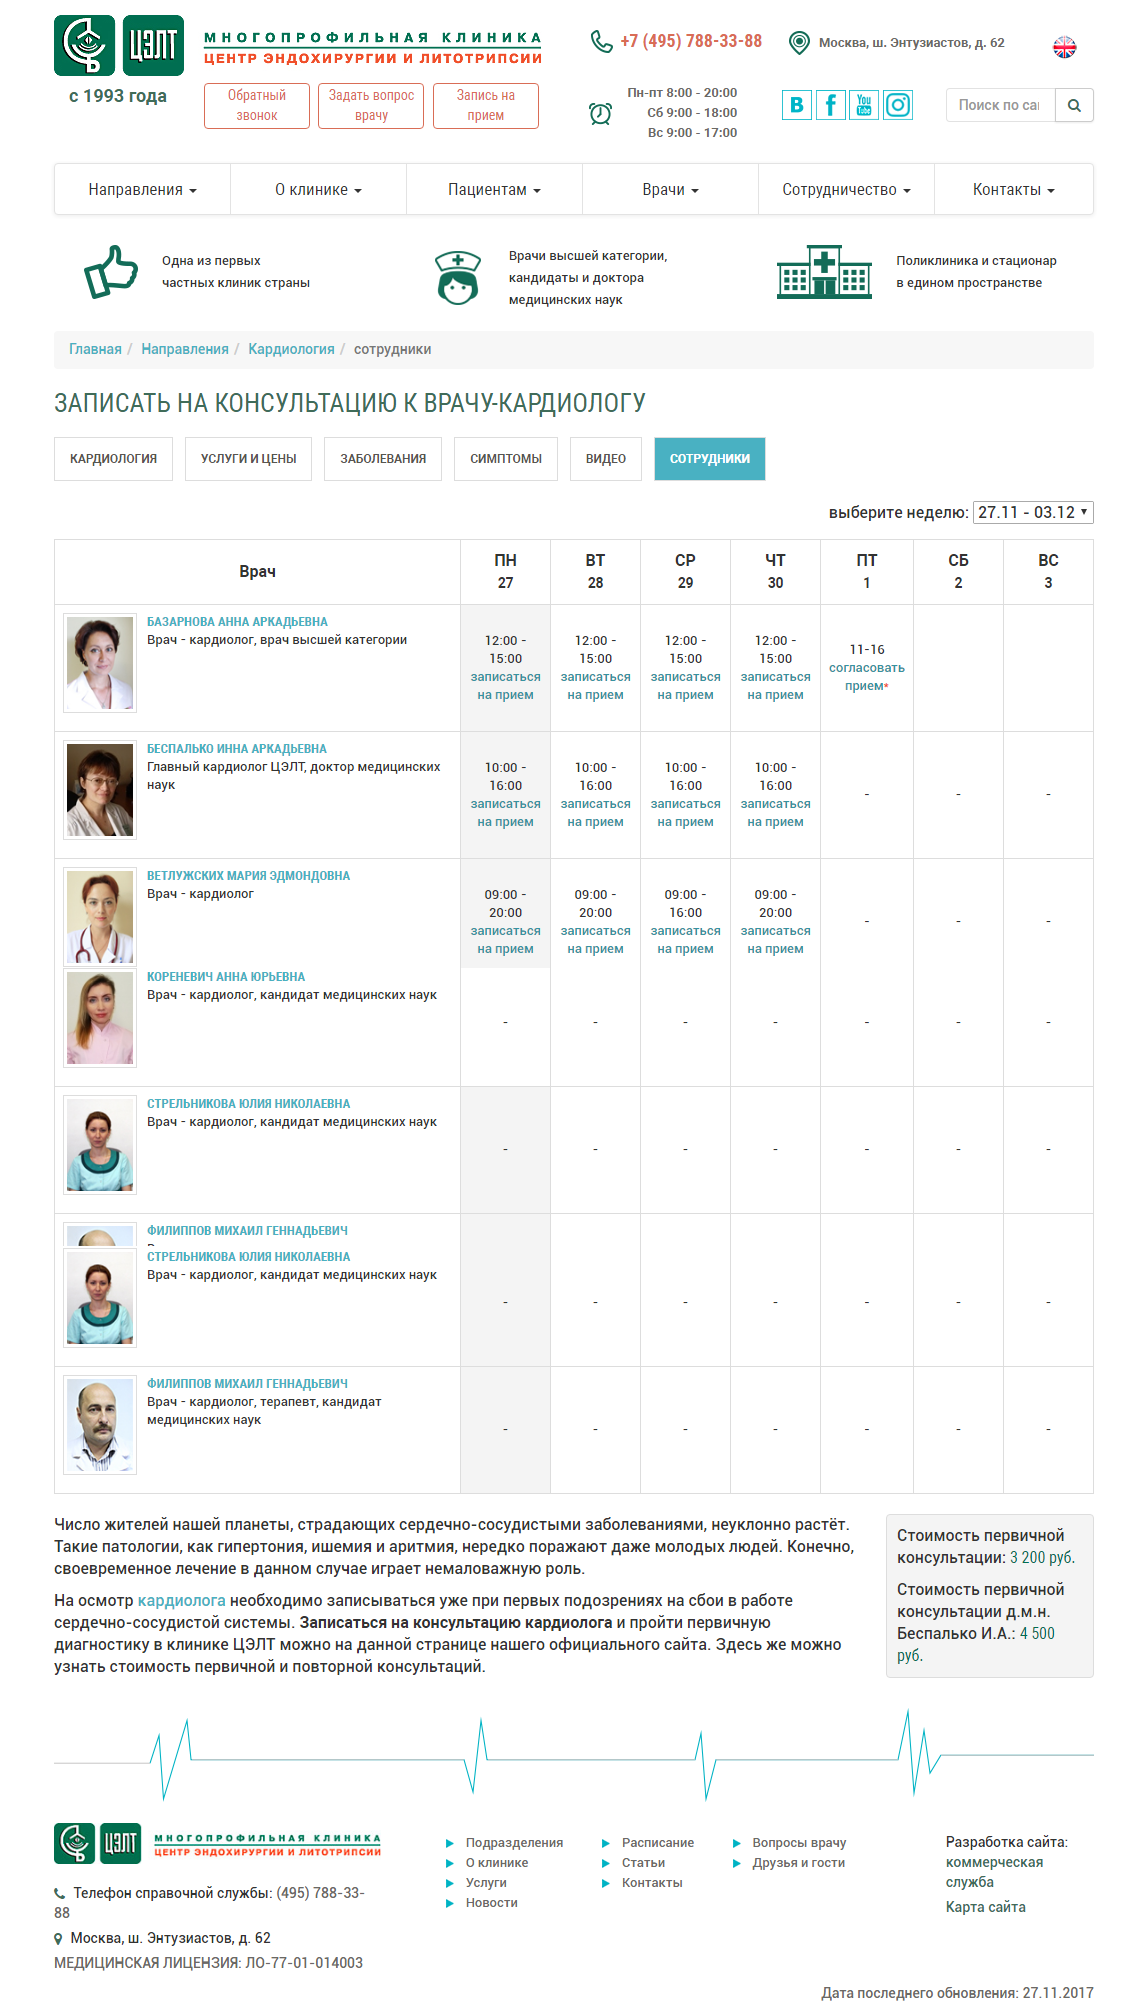 ЦЭЛТ
с 1993 года
МНОГОПРОФИЛЬНАЯ КЛИНИКА
ЦЕНТР ЭНДОХИРУРГИИ И ЛИТОТРИПСИИ
Обратный звонок
Задать вопрос врачу
Запись на прием
+7 (495) 788-33-88
Москва, ш. Энтузиастов, д. 62
Пн-пт 8:00 - 20:00
Сб 9:00 - 18:00
Вс 9:00 - 17:00
B f You Tube
Поиск по саі
Направления
О клинике
Пациентам
Врачи
Сотрудничество
Контакты
Одна из первых
частных клиник страны
Врачи высшей категории,
кандидаты и доктора
медицинских наук
Поликлиника и стационар
в едином пространстве
Главная / Направления / Кардиология / сотрудники
ЗАПИСАТЬ НА КОНСУЛЬТАЦИЮ К ВРАЧУ-КАРДИОЛОГУ
КАРДИОЛОГИЯ
УСЛУГИ И ЦЕНЫ
ЗАБОЛЕВАНИЯ
СИМПТОМЫ
ВИДЕО
СОТРУДНИКИ
выберите неделю: 27.11 - 03.12
Врач ПН ВТ СР ЧТ ПТ СБ ВС
27 28 29 30 1 2 3
БАЗАРНОВА АННА АРКАДЬЕВНА
Врач - кардиолог, врач высшей категории
12:00 - 12:00 - 12:00 - 12:00 - 11-16
15:00 15:00 15:00 15:00 согласовать
записаться записаться записаться записаться прием*
на прием на прием на прием на прием
БЕСПАЛЬКО ИННА АРКАДЬЕВНА
Главный кардиолог ЦЭЛТ, доктор медицинских
наук
10:00 - 10:00 - 10:00 - 10:00 -
16:00 16:00 16:00 16:00 - - -
записаться записаться записаться записаться
на прием на прием на прием на прием
ВЕТЛУЖСКИХ МАРИЯ ЭДМОНДОВНА
Врач - кардиолог
09:00 - 09:00 - 09:00 - 09:00 -
20:00 20:00 16:00 20:00 - - -
записаться записаться записаться записаться
на прием на прием на прием на прием
КОРЕНЕВИЧ АННА ЮРЬЕВНА
Врач - кардиолог, кандидат медицинских наук
- - - - - - -
СТРЕЛЬНИКОВА ЮЛИЯ НИКОЛАЕВНА
Врач - кардиолог, кандидат медицинских наук
- - - - - - -
ФИЛИППОВ МИХАИЛ ГЕННАДЬЕВИЧ
СТРЕЛЬНИКОВА ЮЛИЯ НИКОЛАЕВНА
Врач - кардиолог, кандидат медицинских наук
- - - - - - -
ФИЛИППОВ МИХАИЛ ГЕННАДЬЕВИЧ
Врач - кардиолог, терапевт, кандидат
медицинских наук
- - - - - - -
Число жителей нашей планеты, страдающих сердечно-сосудистыми заболеваниями, неуклонно растёт.
Такие патологии, как гипертония, ишемия и аритмия, нередко поражают даже молодых людей. Конечно,
своевременное лечение в данном случае играет немаловажную роль.
На осмотр кардиолога необходимо записываться уже при первых подозрениях на сбои в работе
сердечно-сосудистой системы. Записаться на консультацию кардиолога и пройти первичную
диагностику в клинике ЦЭЛТ можно на данной странице нашего официального сайта. Здесь же можно
узнать стоимость первичной и повторной консультаций.
Стоимость первичной
консультации: 3 200 руб.
Стоимость первичной
консультации д.м.н.
Беспалько И.А.: 4 500
руб.
ЦЭЛТ
МНОГОПРОФИЛЬНАЯ КЛИНИКА
ЦЕНТР ЭНДОХИРУРГИИ И ЛИТОТРИПСИИ
Телефон справочной службы: (495) 788-33-
88
Москва, ш. Энтузиастов, д. 62
МЕДИЦИНСКАЯ ЛИЦЕНЗИЯ: ЛО-77-01-014003
Подразделения
О клинике
Услуги
Новости
Расписание
Статьи
Контакты
Вопросы врачу
Друзья и гости
Разработка сайта:
коммерческая
служба
Карта сайта
Дата последнего обновления: 27.11.2017